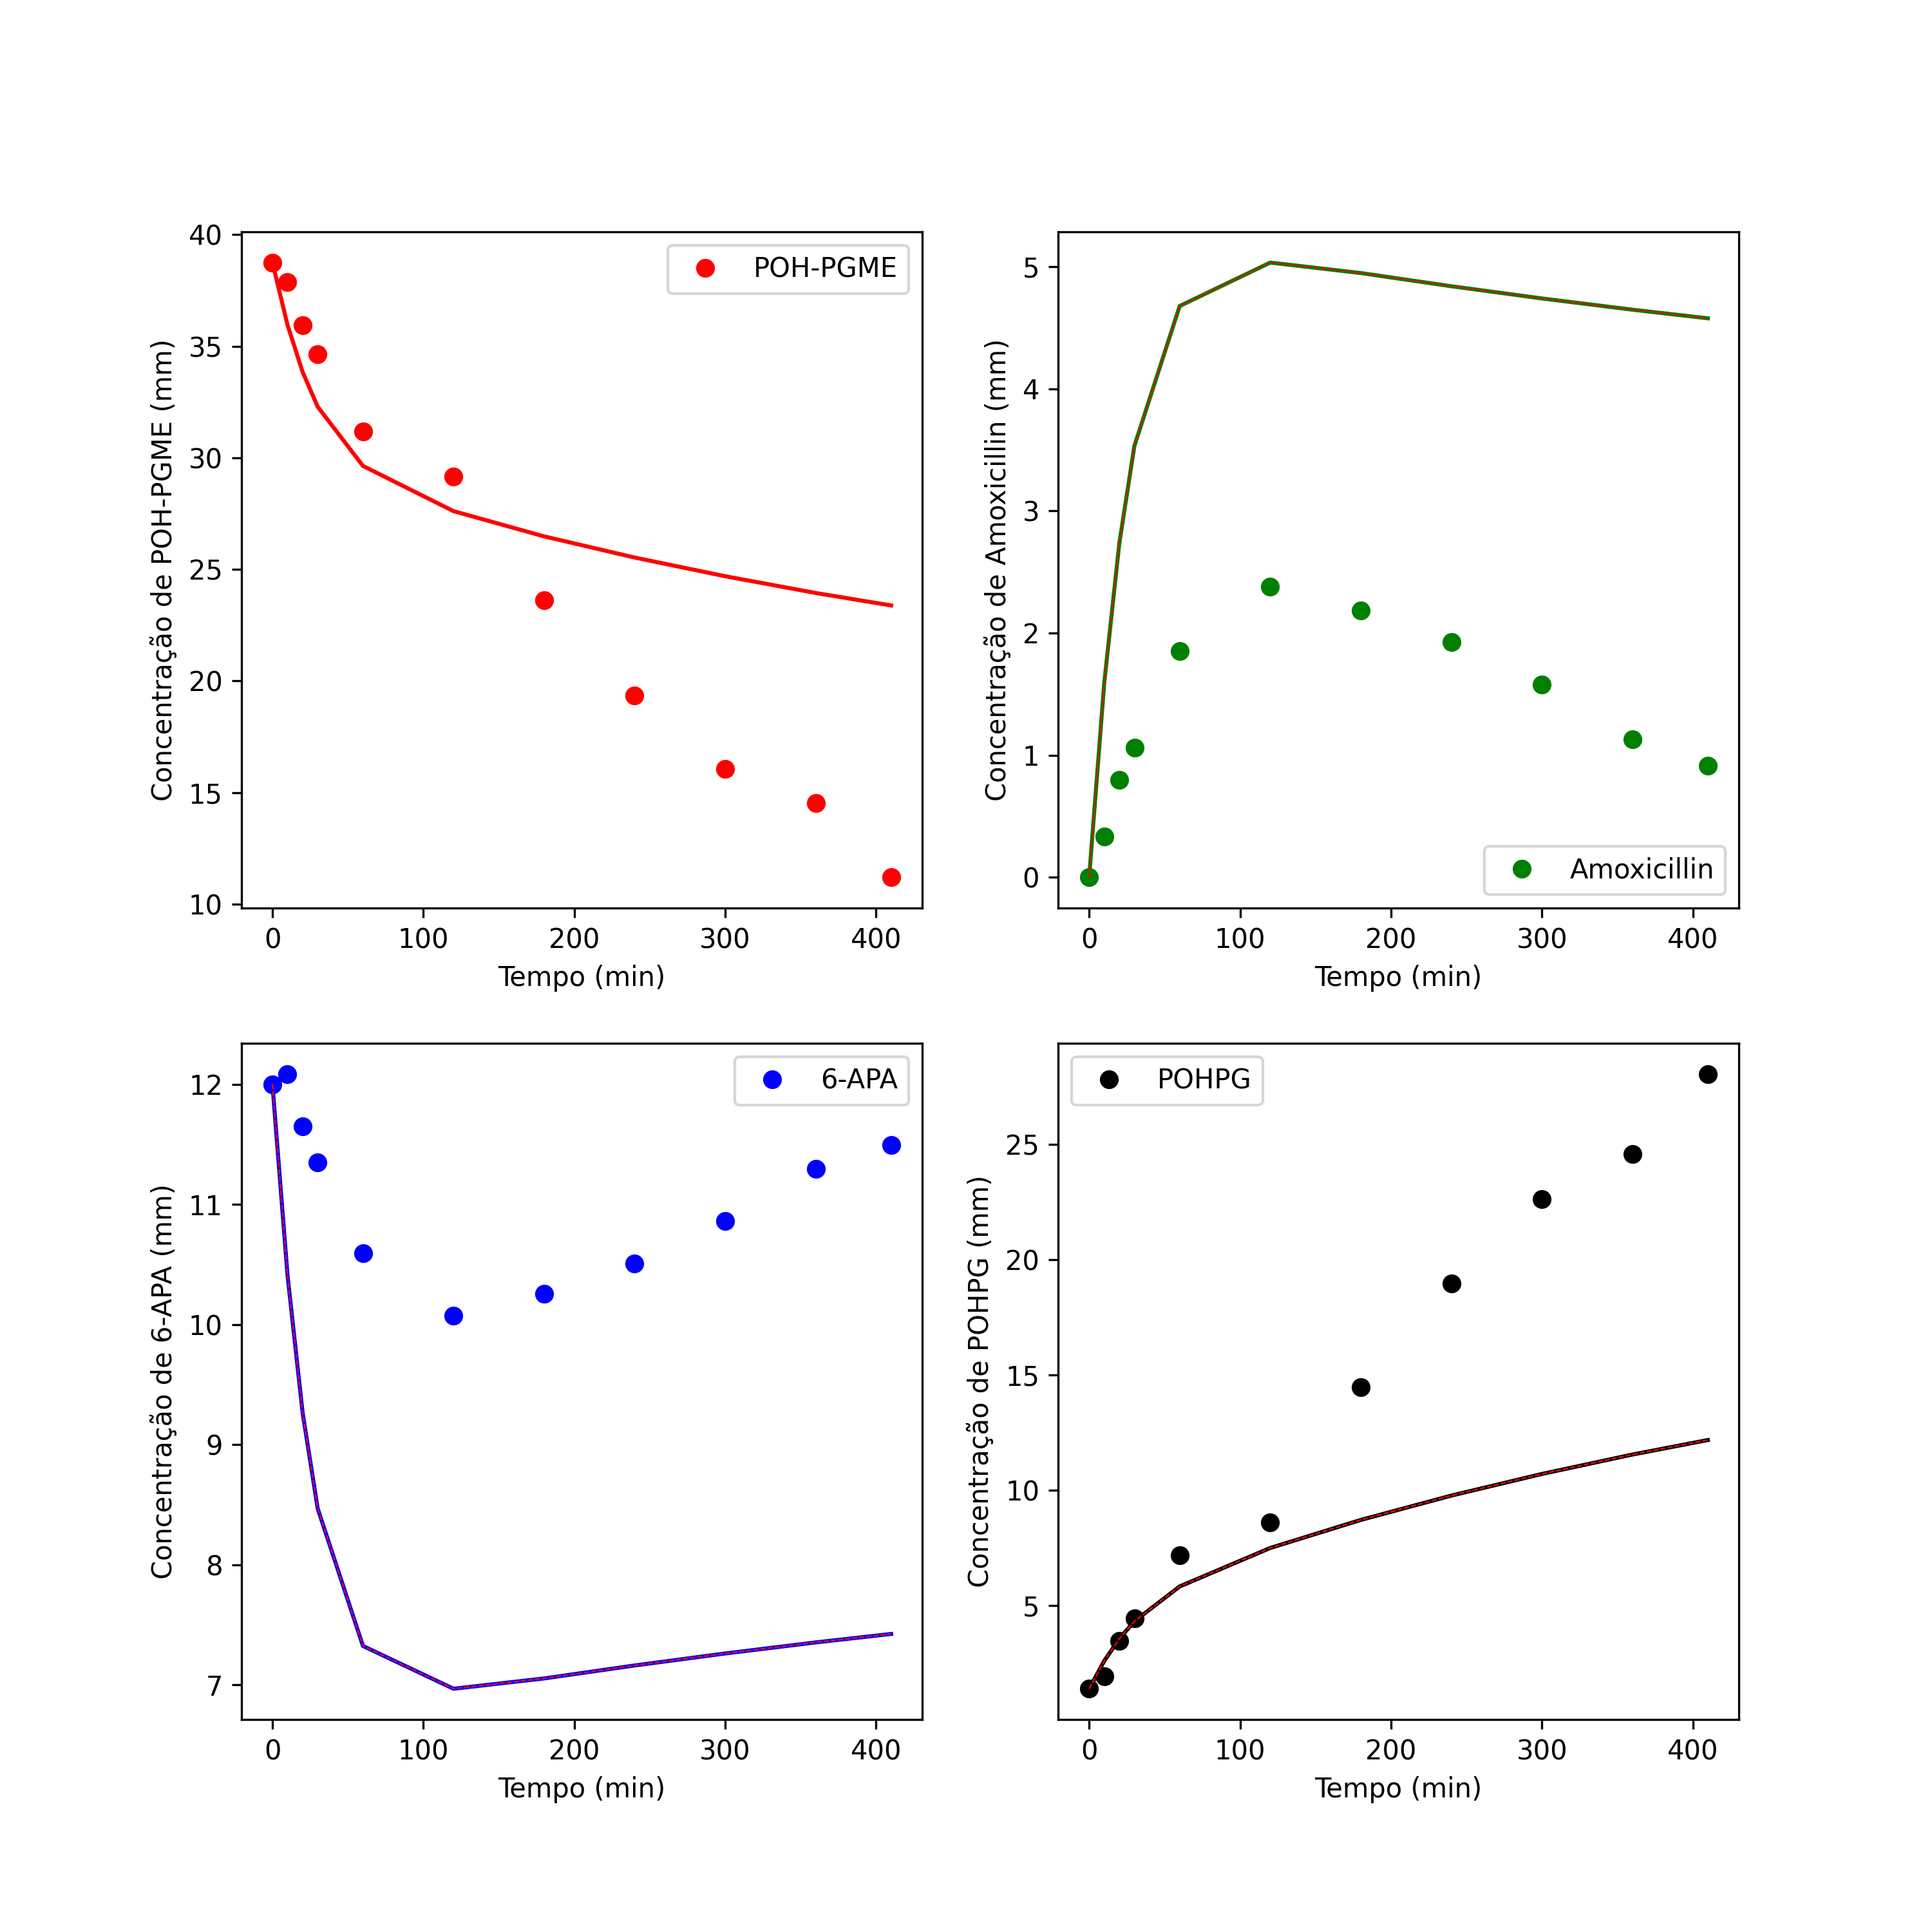 40
35
30
25
20
15
10
0 100 200 300 400
Tempo (min)
Concentração de POH-PGME (mm)
POH-PGME
5
4
3
2
1
0
0 100 200 300 400
Tempo (min)
Concentração de Amoxicillin (mm)
Amoxicillin
12
11
10
9
8
7
0 100 200 300 400
Tempo (min)
Concentração de 6-APA (mm)
6-APA
25
20
15
10
5
0 100 200 300 400
Tempo (min)
Concentração de POHPG (mm)
POHPG